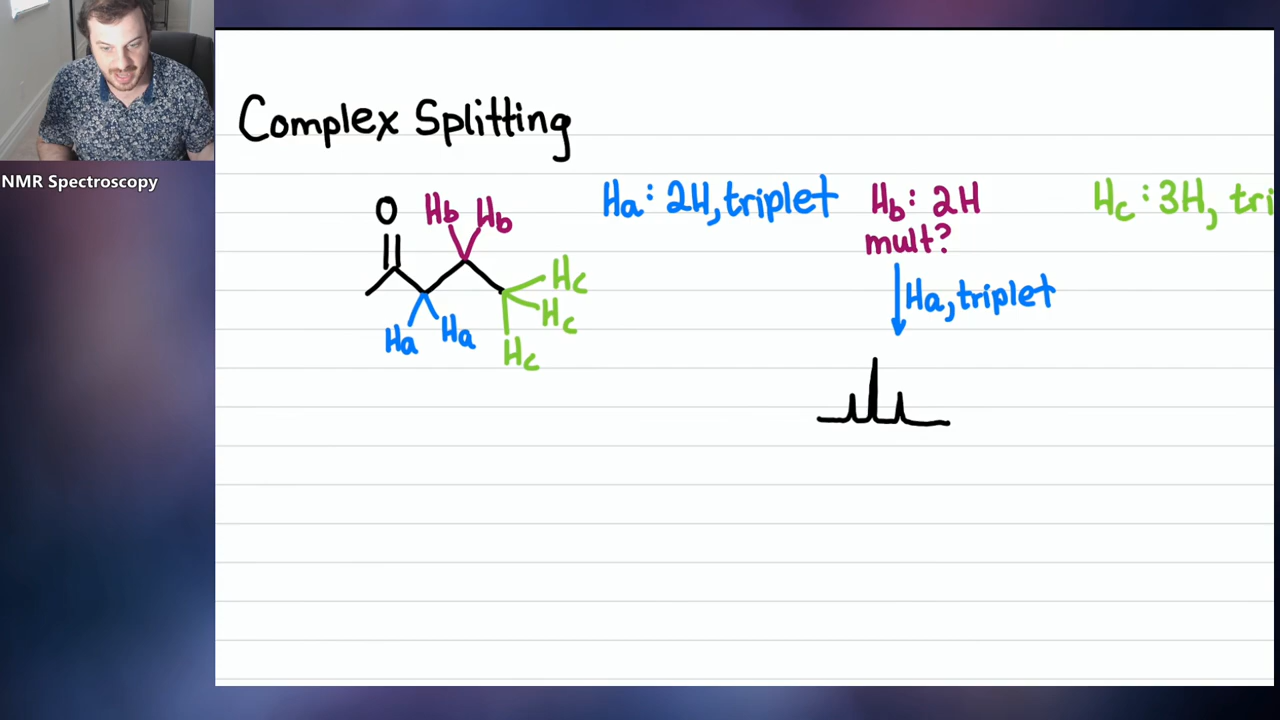 Complex Splitting
NMR Spectroscopy
Ha: 2H, triplet
Hb: 2H
mult?
Hc: 3H, tri
Ha, triplet
O
Hb Hb
Ha Ha
Hc
Hc
Hc